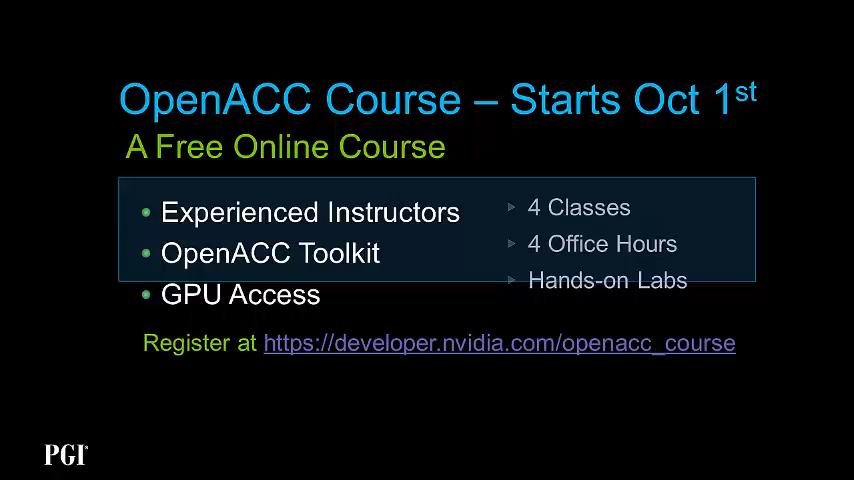 OpenACC Course – Starts Oct 1st
A Free Online Course
• Experienced Instructors
• OpenACC Toolkit
• GPU Access
4 Classes
4 Office Hours
Hands-on Labs
Register at https://developer.nvidia.com/openacc_course
PGI®